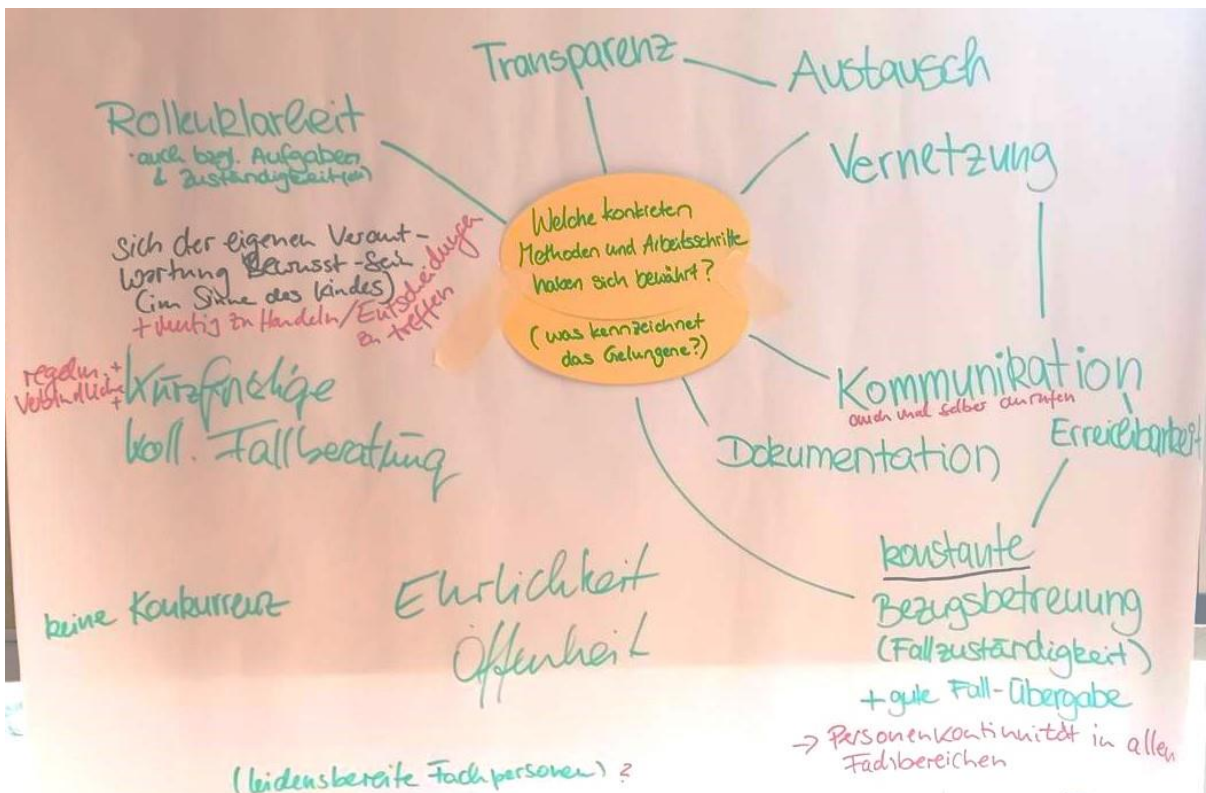 Transparenz
Austausch
Vernetzung
Rollenklarheit
· auch bzgl. Aufgaben
& Zuständigkeit(en)
Welche konkreten
Methoden und Arbeitsschritte
haben sich bewährt?
(was kennzeichnet
das Gelungene?)
sich der eigenen Verant-
wortung Bewusst-Sein
(im Sinne des Kindes)
+ mutig zu Handeln/Entscheidungen
zu treffen
regelm. +
Verbindliche +
Kurzfristige
koll. Fallberatung
Kommunikation
auch mal selber anrufen
Erreichbarkeit
Dokumentation
konstante
Bezugsbetreuung
(Fallzuständigkeit)
+ gute Fall-Übergabe
→ Personenkontinuität in allen
Fachbereichen
keine Konkurrenz
Ehrlichkeit
Offenheit
(leidensbereite Fachpersonen) ?